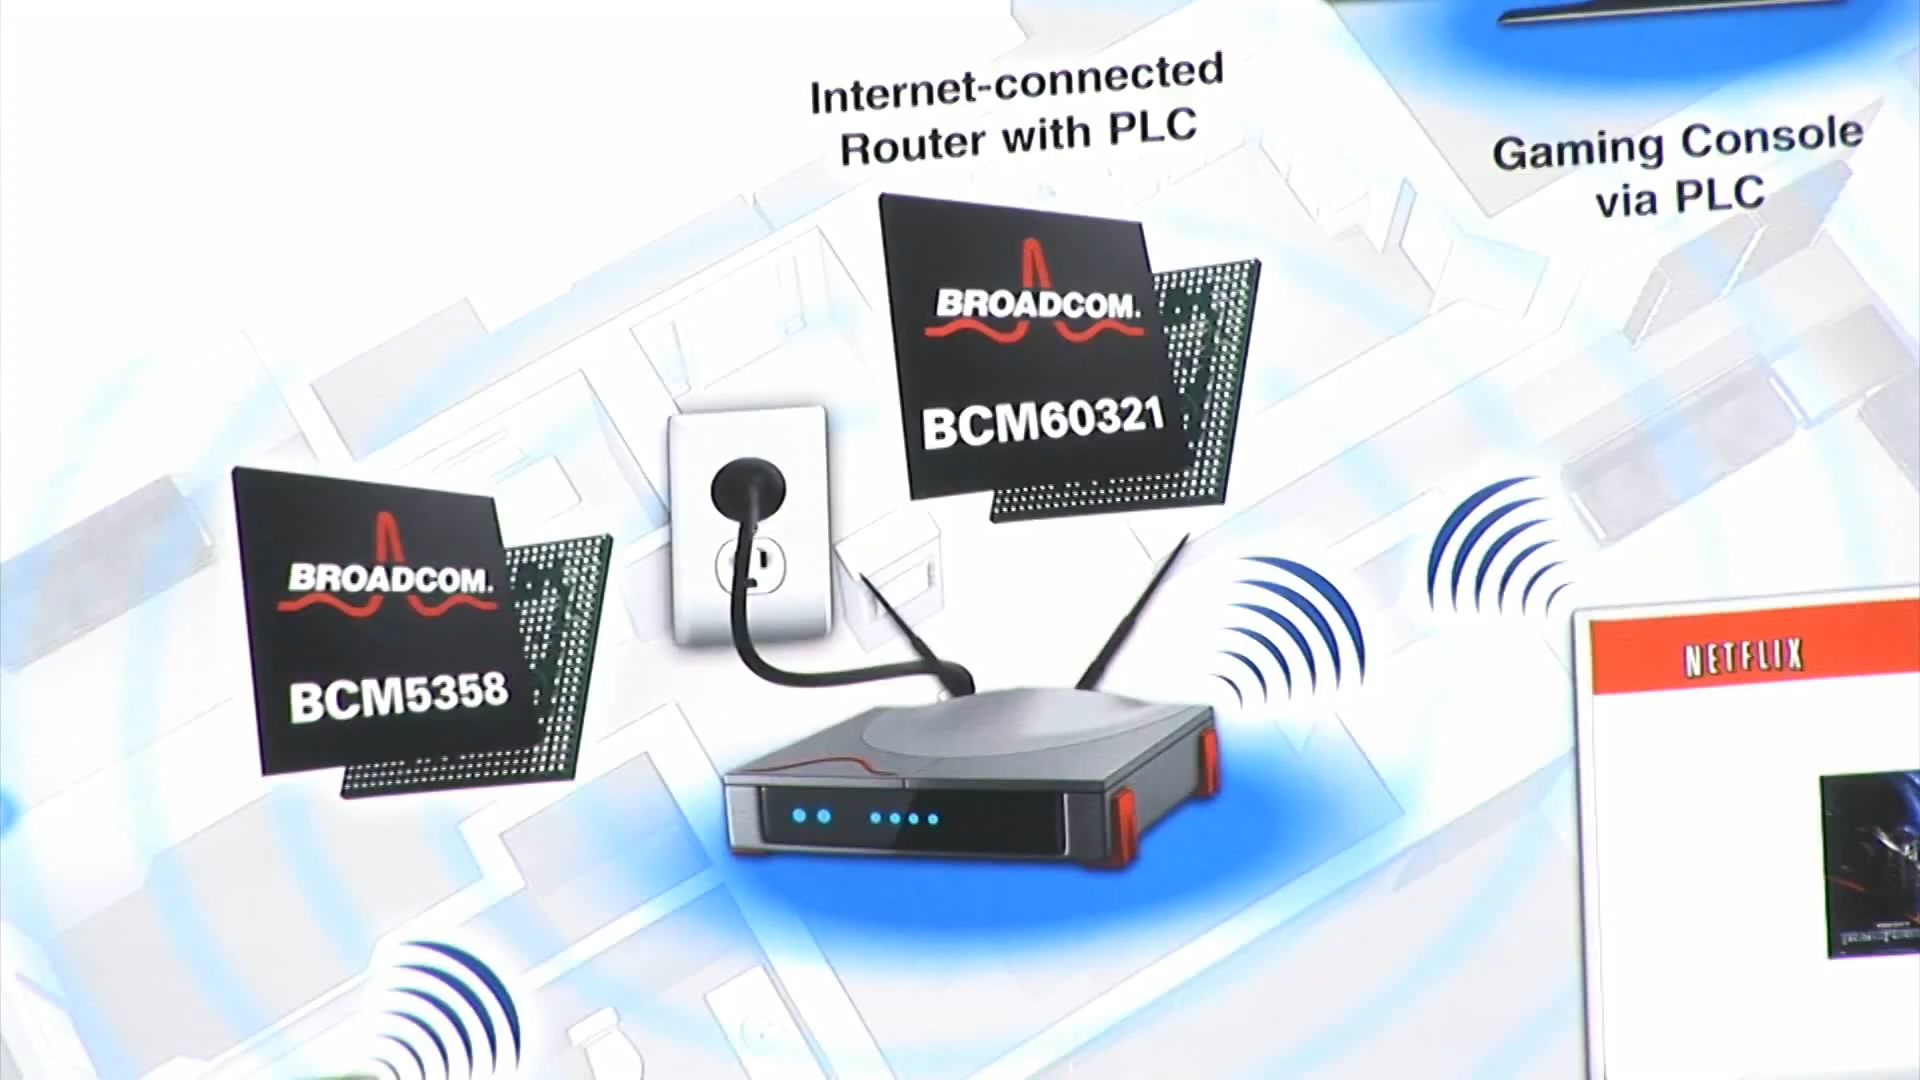 Internet-connected
Router with PLC
Gaming Console
via PLC
BROADCOM.
BCM60321
BROADCOM.
BCM5358
NETFLIX